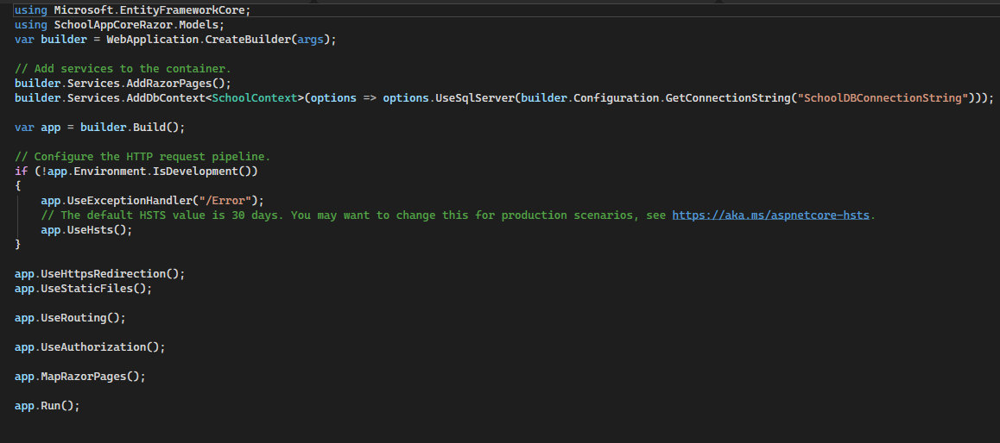 using Microsoft.EntityFrameworkCore;
using SchoolAppCoreRazor.Models;
var builder = WebApplication.CreateBuilder(args);
// Add services to the container.
builder.Services.AddRazorPages();
builder.Services.AddDbContext<SchoolContext>(options => options.UseSqlServer(builder.Configuration.GetConnectionString("SchoolDBConnectionString")));
var app = builder.Build();
// Configure the HTTP request pipeline.
if (!app.Environment.IsDevelopment())
{
    app.UseExceptionHandler("/Error");
    // The default HSTS value is 30 days. You may want to change this for production scenarios, see https://aka.ms/aspnetcore-hsts.
    app.UseHsts();
}
app.UseHttpsRedirection();
app.UseStaticFiles();
app.UseRouting();
app.UseAuthorization();
app.MapRazorPages();
app.Run();